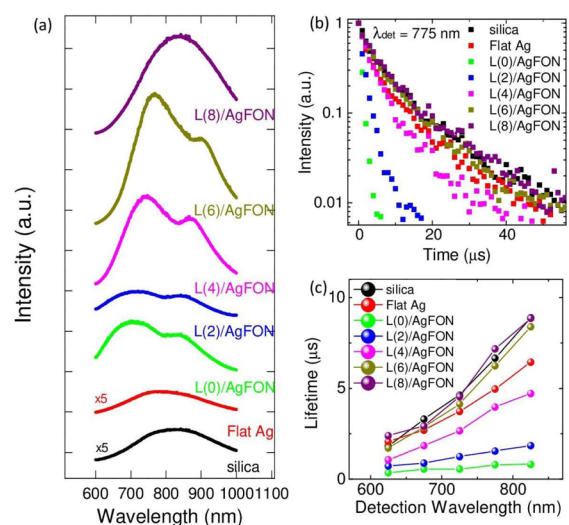 (a)
Intensity (a.u.)
L(8)/AgFON
L(6)/AgFON
L(4)/AgFON
L(2)/AgFON
L(0)/AgFON
x5
Flat Ag
x5
silica
600 700 800 900 1000 1100
Wavelength (nm)
(b)
λdet = 775 nm
silica
Flat Ag
L(0)/AgFON
L(2)/AgFON
L(4)/AgFON
L(6)/AgFON
L(8)/AgFON
Intensity (a.u.)
1
0.1
0.01
0 20 40
Time (μs)
(c)
silica
Flat Ag
L(0)/AgFON
L(2)/AgFON
L(4)/AgFON
L(6)/AgFON
L(8)/AgFON
Lifetime (μs)
10
5
0
600 700 800
Detection Wavelength (nm)